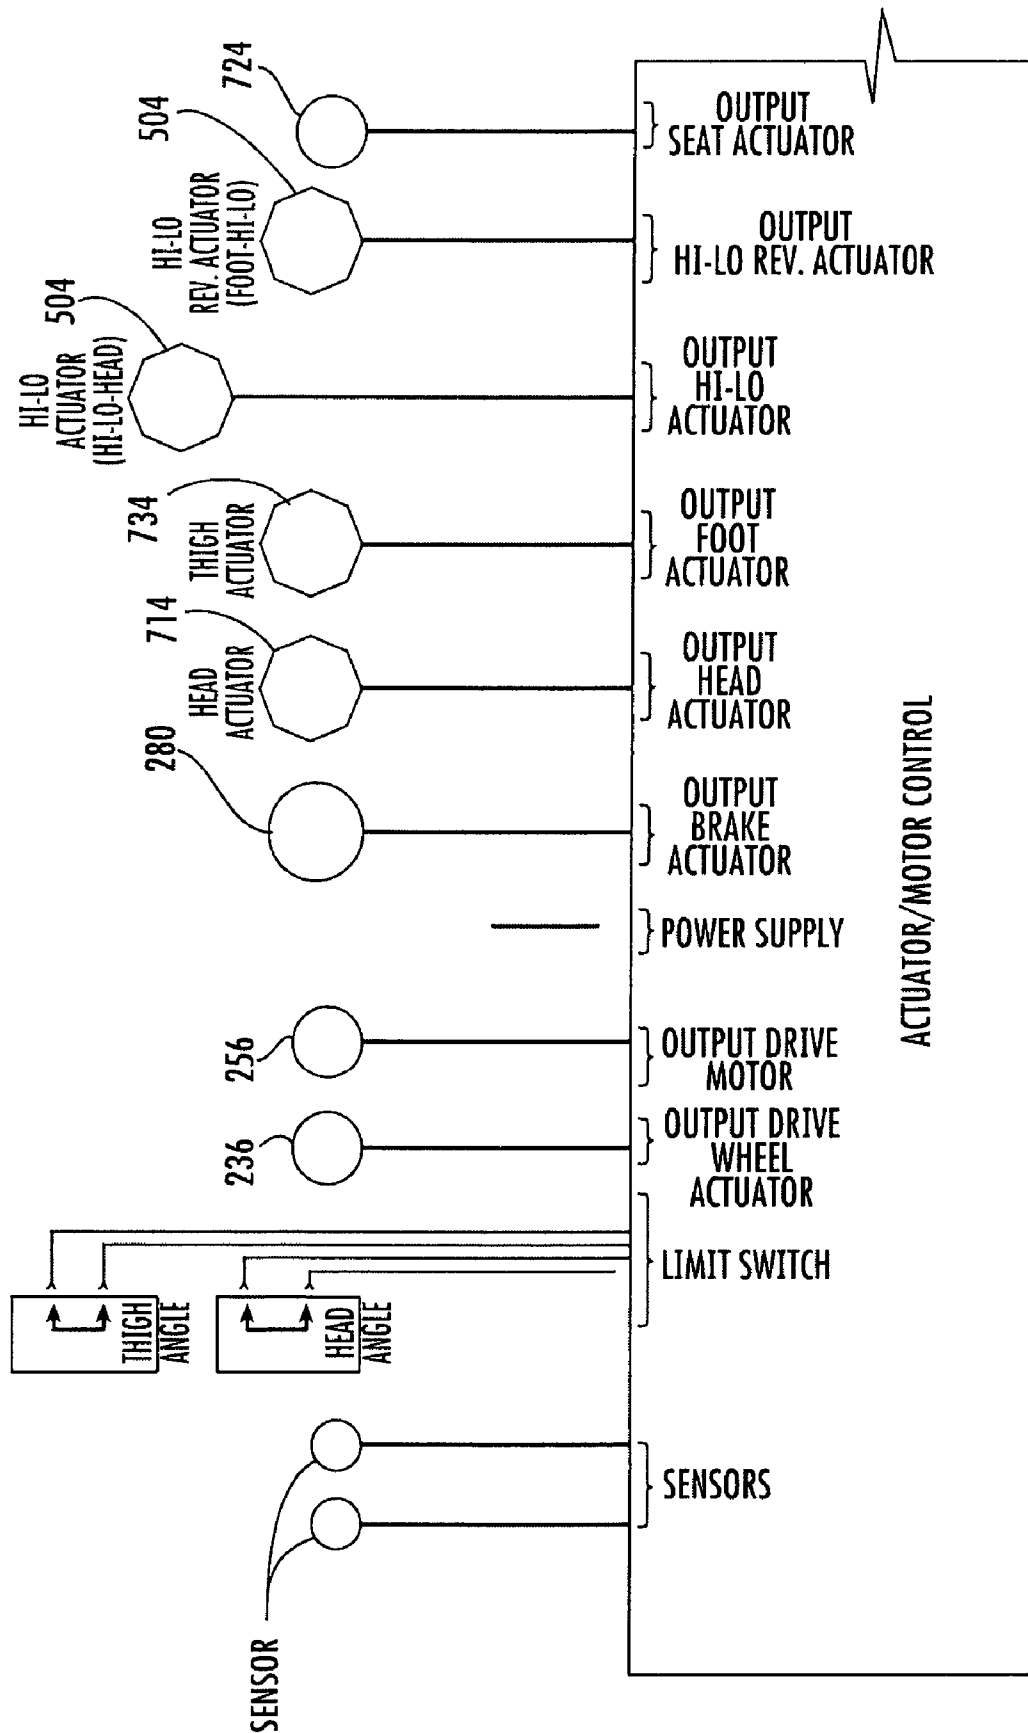 SENSOR
THIGH
ANGLE
HEAD
ANGLE
236
256
280
HEAD
ACTUATOR
714
THIGH
ACTUATOR
734
HI-LO
ACTUATOR
(HI-LO-HEAD)
504
HI-LO
REV. ACTUATOR
(FOOT-HI-LO)
504
724
SENSORS
LIMIT SWITCH
OUTPUT DRIVE
WHEEL
ACTUATOR
OUTPUT DRIVE
MOTOR
POWER SUPPLY
OUTPUT
BRAKE
ACTUATOR
OUTPUT
HEAD
ACTUATOR
OUTPUT
FOOT
ACTUATOR
OUTPUT
HI-LO
ACTUATOR
OUTPUT
HI-LO REV. ACTUATOR
OUTPUT
SEAT ACTUATOR
ACTUATOR/MOTOR CONTROL